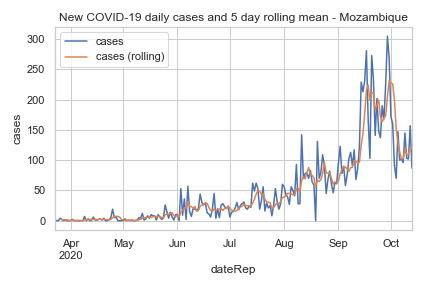 New COVID-19 daily cases and 5 day rolling mean - Mozambique
cases
cases (rolling)
300
250
200
150
100
50
0
cases
Apr May Jun Jul Aug Sep Oct
2020
dateRep